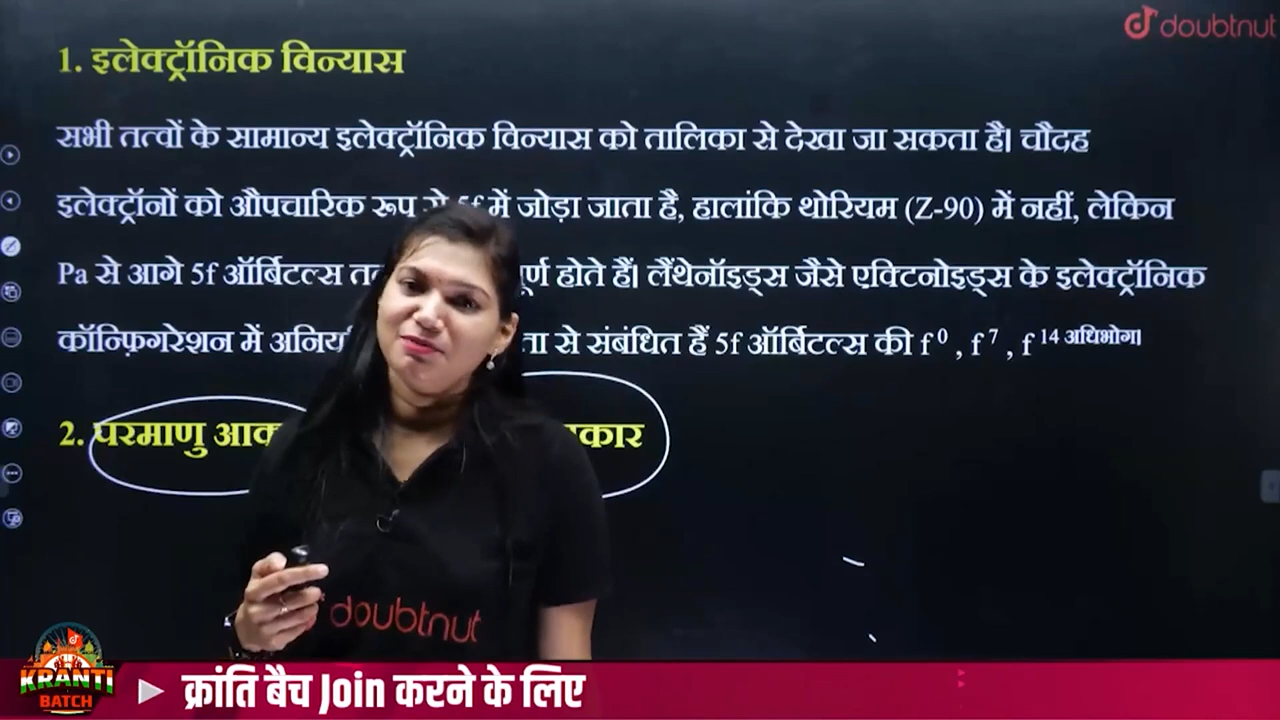 doubtnut
1. इलेक्ट्रॉनिक विन्यास
सभी तत्वों के सामान्य इलेक्ट्रॉनिक विन्यास को तालिका से देखा जा सकता है। चौदह
इलेक्ट्रॉनों को औपचारिक रूप से 5f में जोड़ा जाता है, हालांकि थोरियम (Z-90) में नहीं, लेकिन
Pa से आगे 5f ऑर्बिटल्स होते हैं। लैंथेनॉइड्स जैसे एक्टिनोइड्स के इलेक्ट्रॉनिक
कॉन्फ़िगरेशन में से संबंधित हैं 5f ऑर्बिटल्स की f⁰ , f⁷ , f¹⁴ अधिभोग।
2. परमाणु
doubtnut
KRANTI
BATCH
क्रांति बैच Join करने के लिए